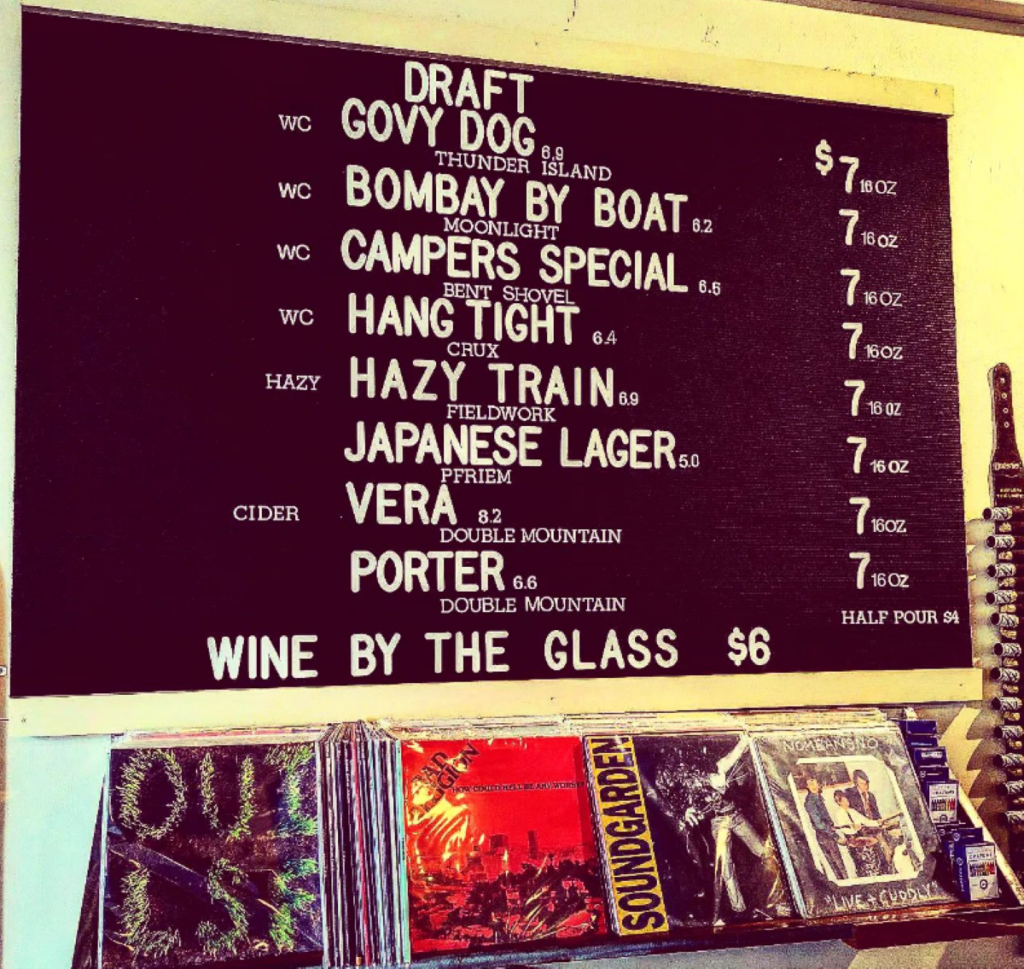 DRAFT
WC GOVY DOG 6.9 $7 16 OZ
THUNDER ISLAND
WC BOMBAY BY BOAT 6.2 7 16 OZ
MOONLIGHT
WC CAMPERS SPECIAL 6.5 7 16 OZ
BENT SHOVEL
WC HANG TIGHT 6.4 7 16 OZ
CRUX
HAZY HAZY TRAIN 6.9 7 16 OZ
FIELDWORK
JAPANESE LAGER 5.0 7 16 OZ
PFRIEM
CIDER VERA 8.2 7 16 OZ
DOUBLE MOUNTAIN
PORTER 6.6 7 16 OZ
DOUBLE MOUNTAIN
HALF POUR $4
WINE BY THE GLASS $6
BAD RELIGION
HOW COULD HELL BE ANY WORSE?
SOUNDGARDEN
NOMEANSNO
"LIVE + CUDDLY"